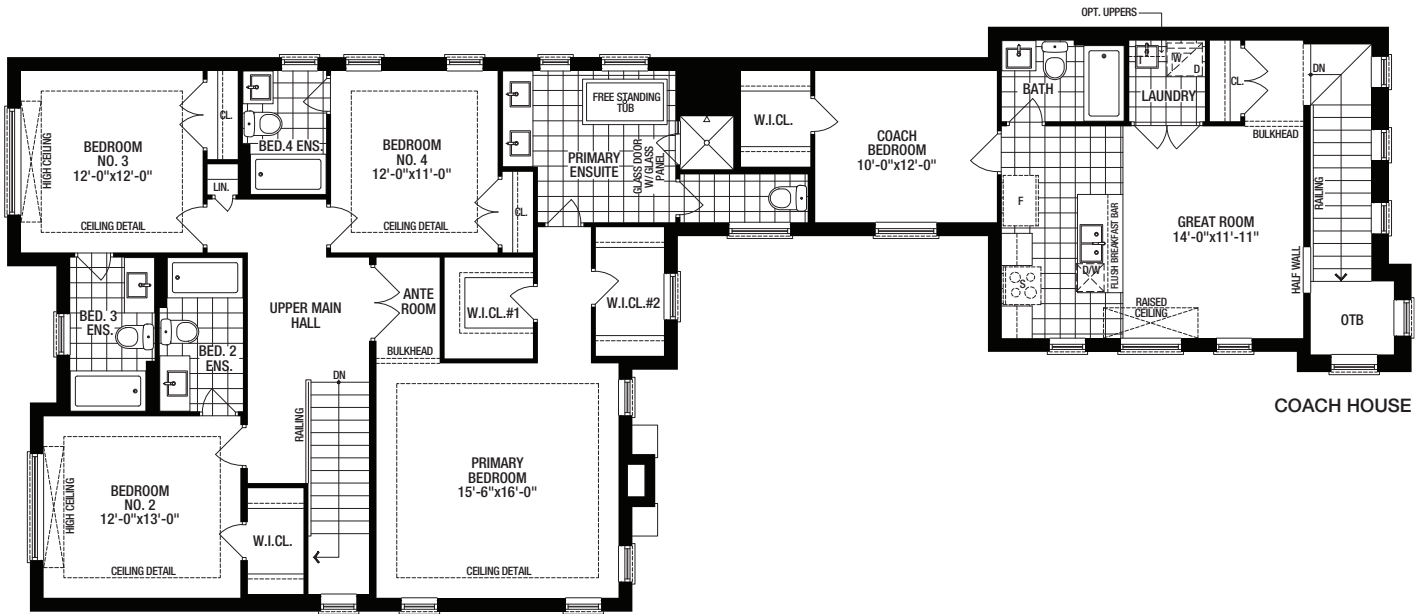 OPT. UPPERS
BEDROOM
NO. 3
12'-0"x12'-0"
HIGH CEILING
CEILING DETAIL
CL.
LIN.
BED.4 ENS.
BEDROOM
NO. 4
12'-0"x11'-0"
CEILING DETAIL
CL.
FREE STANDING
TUB
PRIMARY
ENSUITE
GLASS DOOR
W/ GLASS
PANEL
W.I.CL.
COACH
BEDROOM
10'-0"x12'-0"
BATH
T
W
D
LAUNDRY
CL.
BULKHEAD
DN
RAILING
F
S
D/W
FLUSH BREAKFAST BAR
GREAT ROOM
14'-0"x11'-11"
RAISED
CEILING
HALF WALL
OTB
COACH HOUSE
BED. 3
ENS.
BED. 2
ENS.
UPPER MAIN
HALL
ANTE
ROOM
BULKHEAD
W.I.CL.#1
W.I.CL.#2
DN
RAILING
BEDROOM
NO. 2
12'-0"x13'-0"
HIGH CEILING
CEILING DETAIL
W.I.CL.
PRIMARY
BEDROOM
15'-6"x16'-0"
CEILING DETAIL